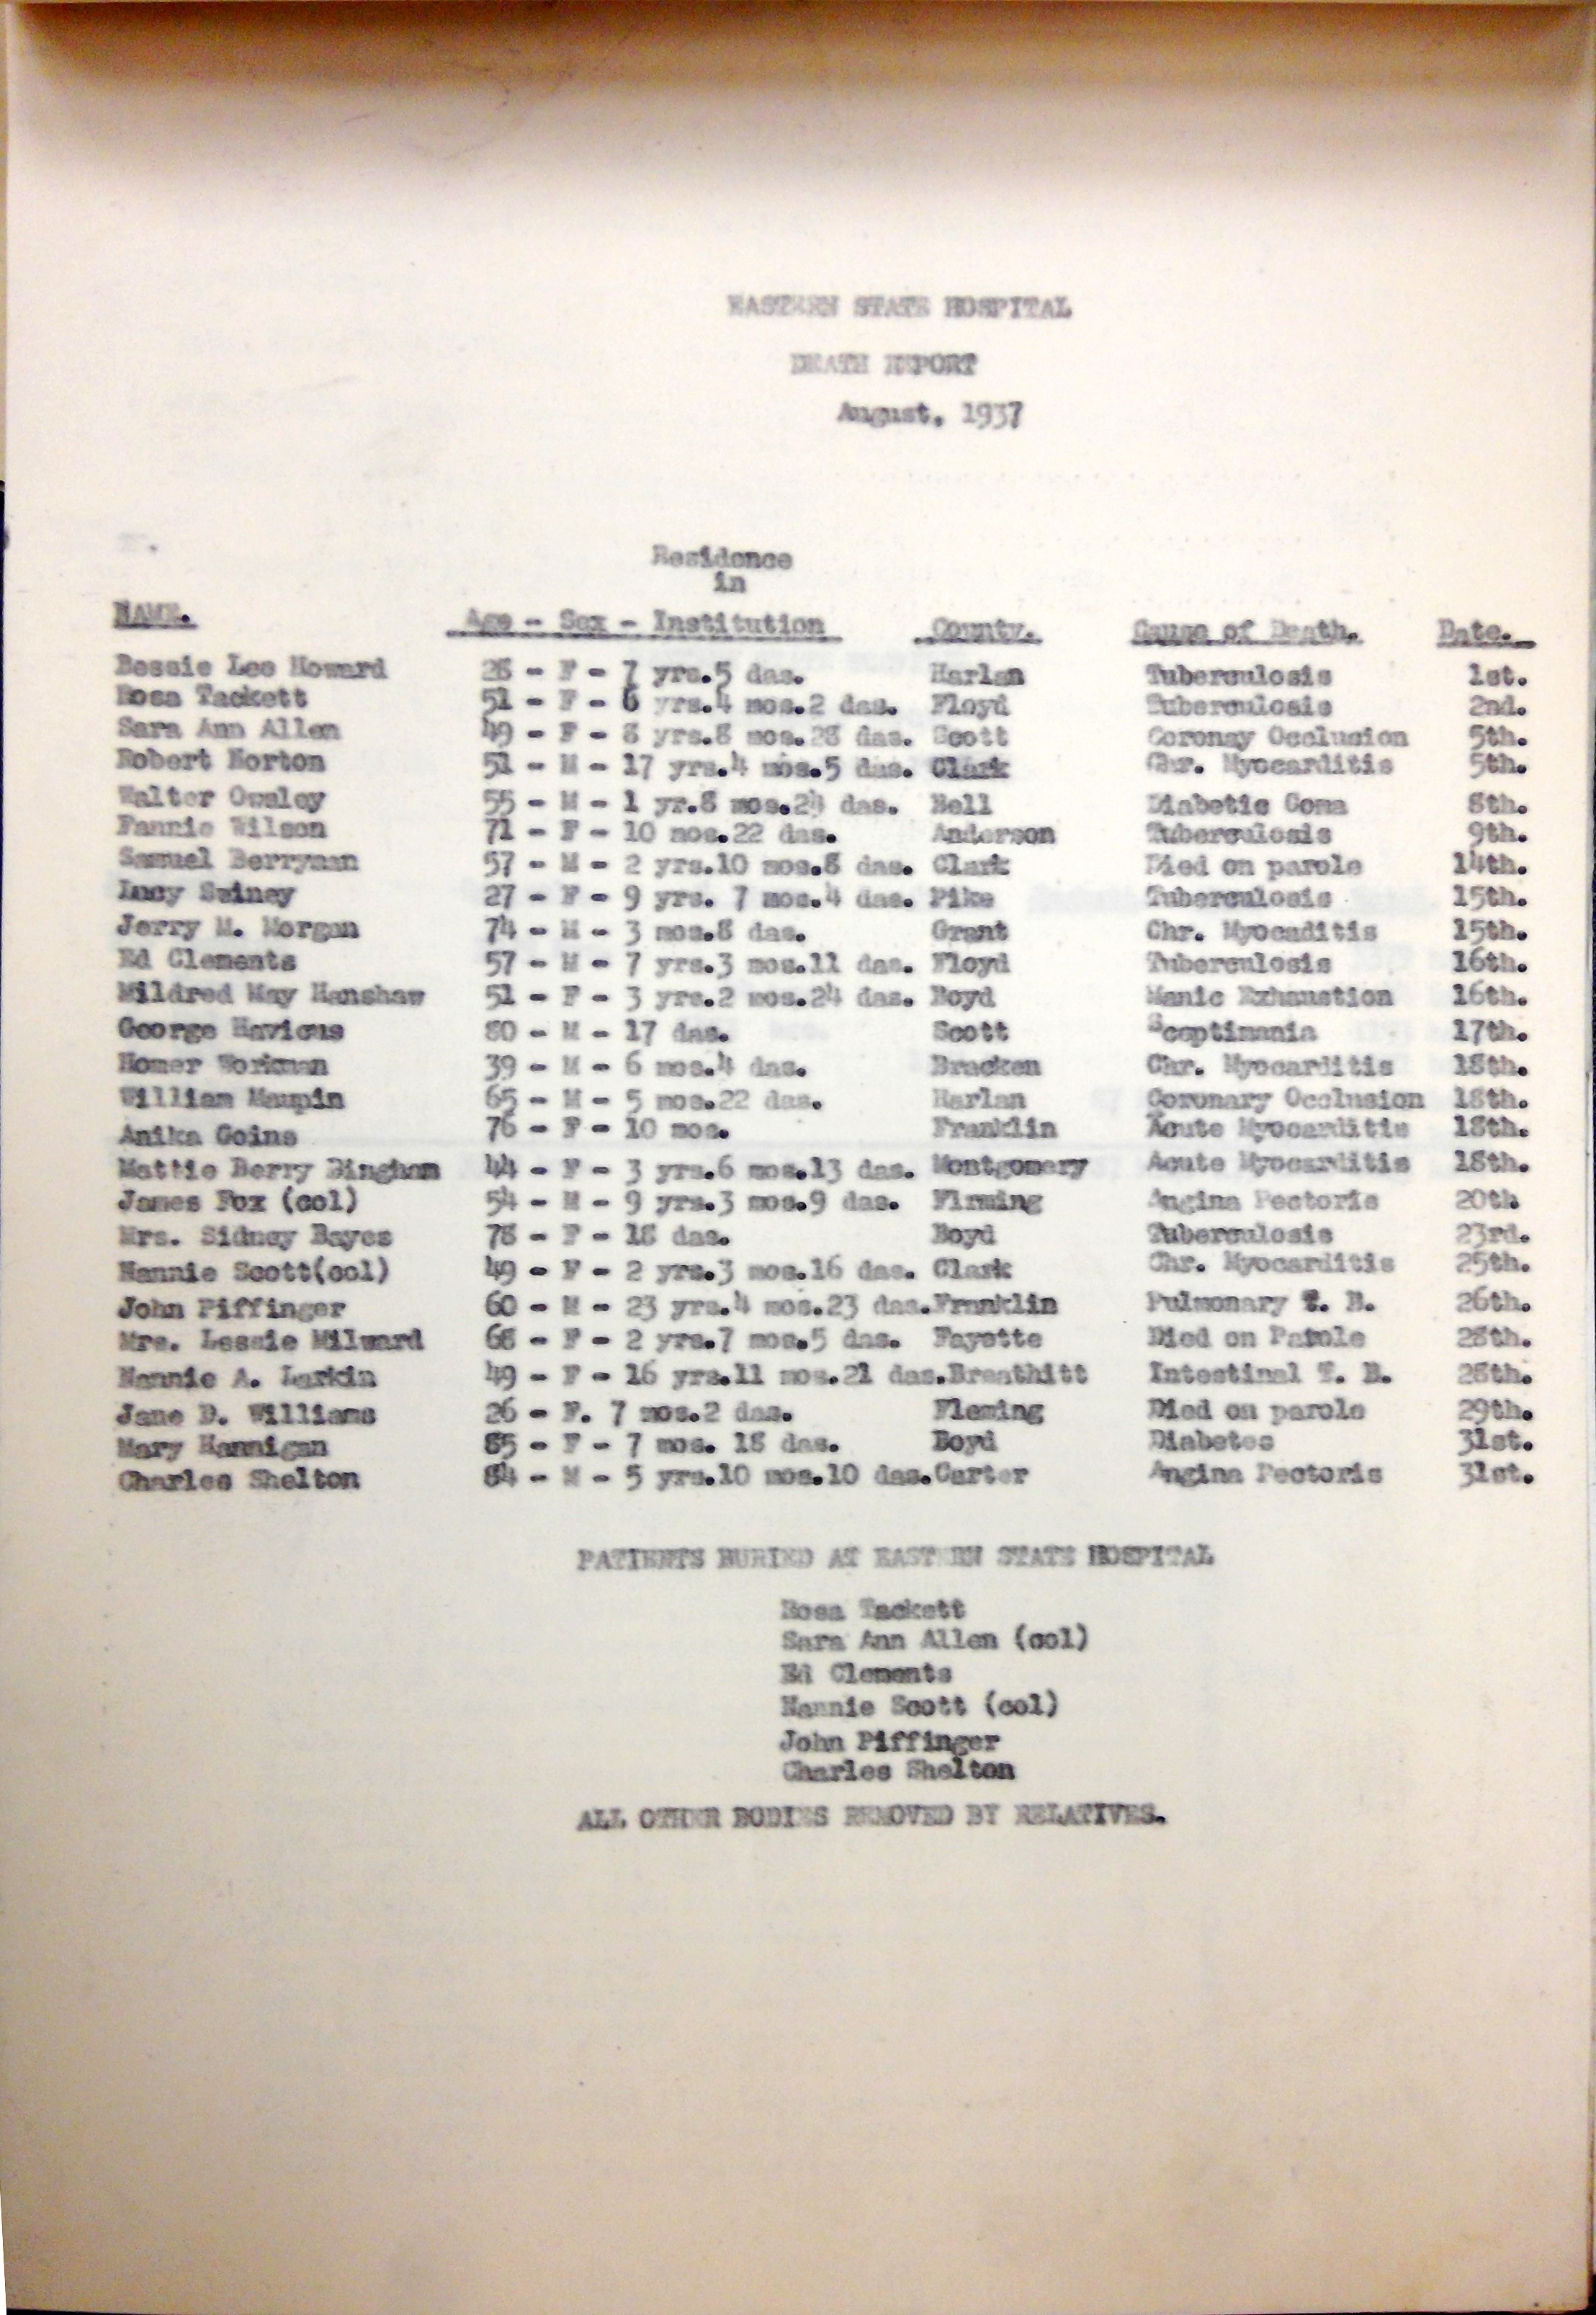 EASTERN STATE HOSPITAL
DEATH REPORT
August, 1937
Residence
in
NAME. Age - Sex - Institution County. Cause of Death. Date.
Bessie Lee Howard 28 - F - 7 yrs.5 das. Harlan Tuberculosis 1st.
Rosa Tackett 51 - F - 6 yrs.4 mos.2 das. Floyd Tuberculosis 2nd.
Sara Ann Allen 49 - F - 8 yrs.8 mos.28 das. Scott Coronay Occlusion 5th.
Robert Horton 51 - M - 17 yrs.4 mos.5 das. Clark Chr. Myocarditis 5th.
Walter Owsley 55 - M - 1 yr.8 mos.24 das. Bell Diabetic Coma 8th.
Fannie Wilson 71 - F - 10 mos.22 das. Anderson Tuberculosis 9th.
Samuel Berryman 57 - M - 2 yrs.10 mos.8 das. Clark Died on parole 14th.
Lucy Swiney 27 - F - 9 yrs. 7 mos.4 das. Pike Tuberculosis 15th.
Jerry M. Morgan 74 - M - 3 mos.8 das. Grant Chr. Myocaditis 15th.
Ed Clements 57 - M - 7 yrs.3 mos.11 das. Floyd Tuberculosis 16th.
Mildred May Hanshaw 51 - F - 3 yrs.2 mos.24 das. Boyd Manic Exhaustion 16th.
George Havicus 80 - M - 17 das. Scott Sceptimania 17th.
Homer Workman 39 - M - 6 mos.4 das. Bracken Chr. Myocarditis 18th.
William Maupin 65 - M - 5 mos.22 das. Harlan Coronary Occlusion 18th.
Anika Goins 76 - F - 10 mos. Franklin Acute Myocarditis 18th.
Mattie Berry Bingham 44 - F - 3 yrs.6 mos.13 das. Montgomery Acute Myocarditis 18th.
James Fox (col) 54 - M - 9 yrs.3 mos.9 das. Flming Angina Pectoris 20th
Mrs. Sidney Bayes 78 - F - 18 das. Boyd Tuberculosis 23rd.
Nannie Scott(col) 49 - F - 2 yrs.3 mos.16 das. Clark Chr. Myocarditis 25th.
John Piffinger 60 - M - 23 yrs.4 mos.23 das.Franklin Pulmonary T. B. 26th.
Mrs. Lessie Milward 68 - F - 2 yrs.7 mos.5 das. Fayette Died on Parole 28th.
Nannie A. Larkin 49 - F - 16 yrs.11 mos.21 das.Breathitt Intestinal T. B. 28th.
Jane D. Williams 26 - F. 7 mos.2 das. Fleming Died on parole 29th.
Mary Hannigan 85 - F - 7 mos. 18 das. Boyd Diabetes 31st.
Charles Shelton 84 - M - 5 yrs.10 mos.10 das.Carter Angina Pectoris 31st.
PATIENTS BURIED AT EASTERN STATE HOSPITAL
Rosa Tackett
Sara Ann Allen (col)
Ed Clements
Nannie Scott (col)
John Piffinger
Charles Shelton
ALL OTHER BODIES REMOVED BY RELATIVES.